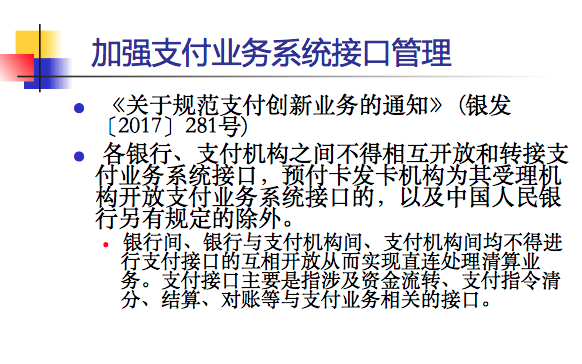 加强支付业务系统接口管理
《关于规范支付创新业务的通知》(银发
〔2017〕281号)
各银行、支付机构之间不得相互开放和转接支
付业务系统接口，预付卡发卡机构为其受理机
构开放支付业务系统接口的，以及中国人民银
行另有规定的除外。
银行间、银行与支付机构间、支付机构间均不得进
行支付接口的互相开放从而实现直连处理清算业
务。支付接口主要是指涉及资金流转、支付指令清
分、结算、对账等与支付业务相关的接口。